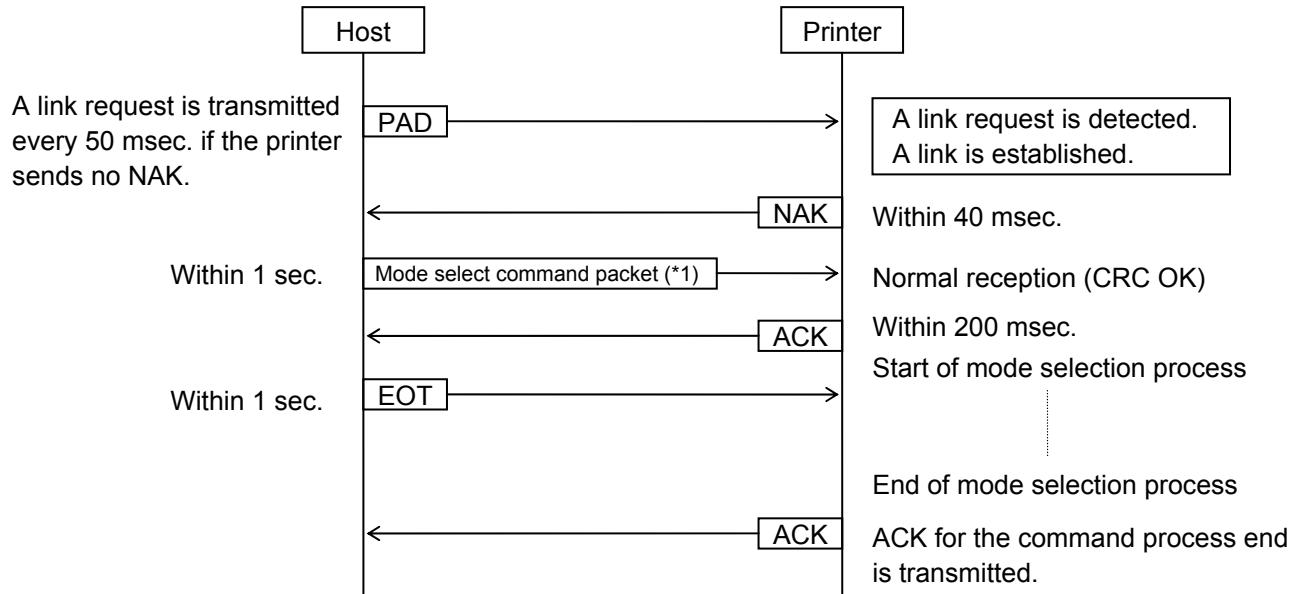 Host
Printer
A link request is transmitted
every 50 msec. if the printer
sends no NAK.
PAD
A link request is detected.
A link is established.
NAK
Within 40 msec.
Within 1 sec.
Mode select command packet (*1)
Normal reception (CRC OK)
ACK
Within 200 msec.
Start of mode selection process
Within 1 sec.
EOT
End of mode selection process
ACK
ACK for the command process end
is transmitted.